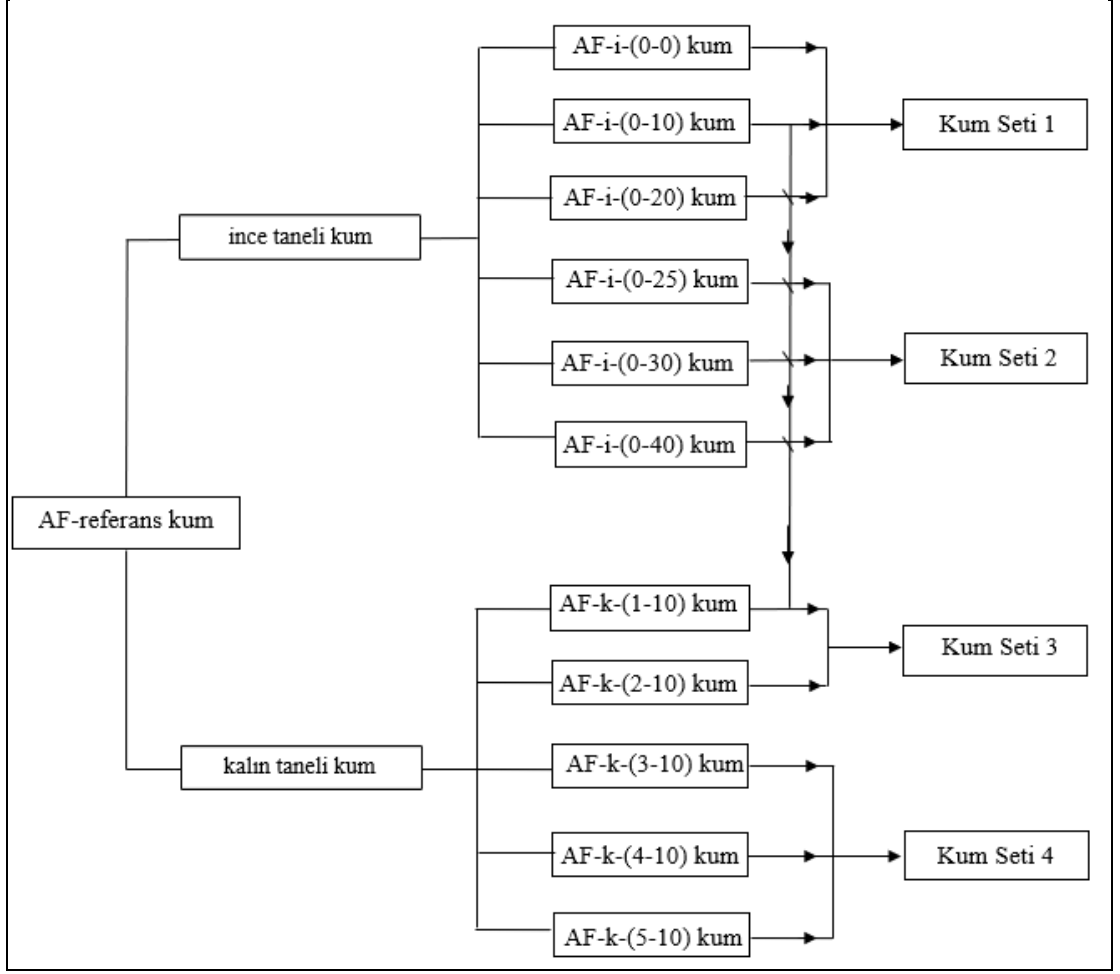 AF-referans kum
ince taneli kum
kalın taneli kum
AF-i-(0-0) kum
AF-i-(0-10) kum
AF-i-(0-20) kum
AF-i-(0-25) kum
AF-i-(0-30) kum
AF-i-(0-40) kum
AF-k-(1-10) kum
AF-k-(2-10) kum
AF-k-(3-10) kum
AF-k-(4-10) kum
AF-k-(5-10) kum
Kum Seti 1
Kum Seti 2
Kum Seti 3
Kum Seti 4